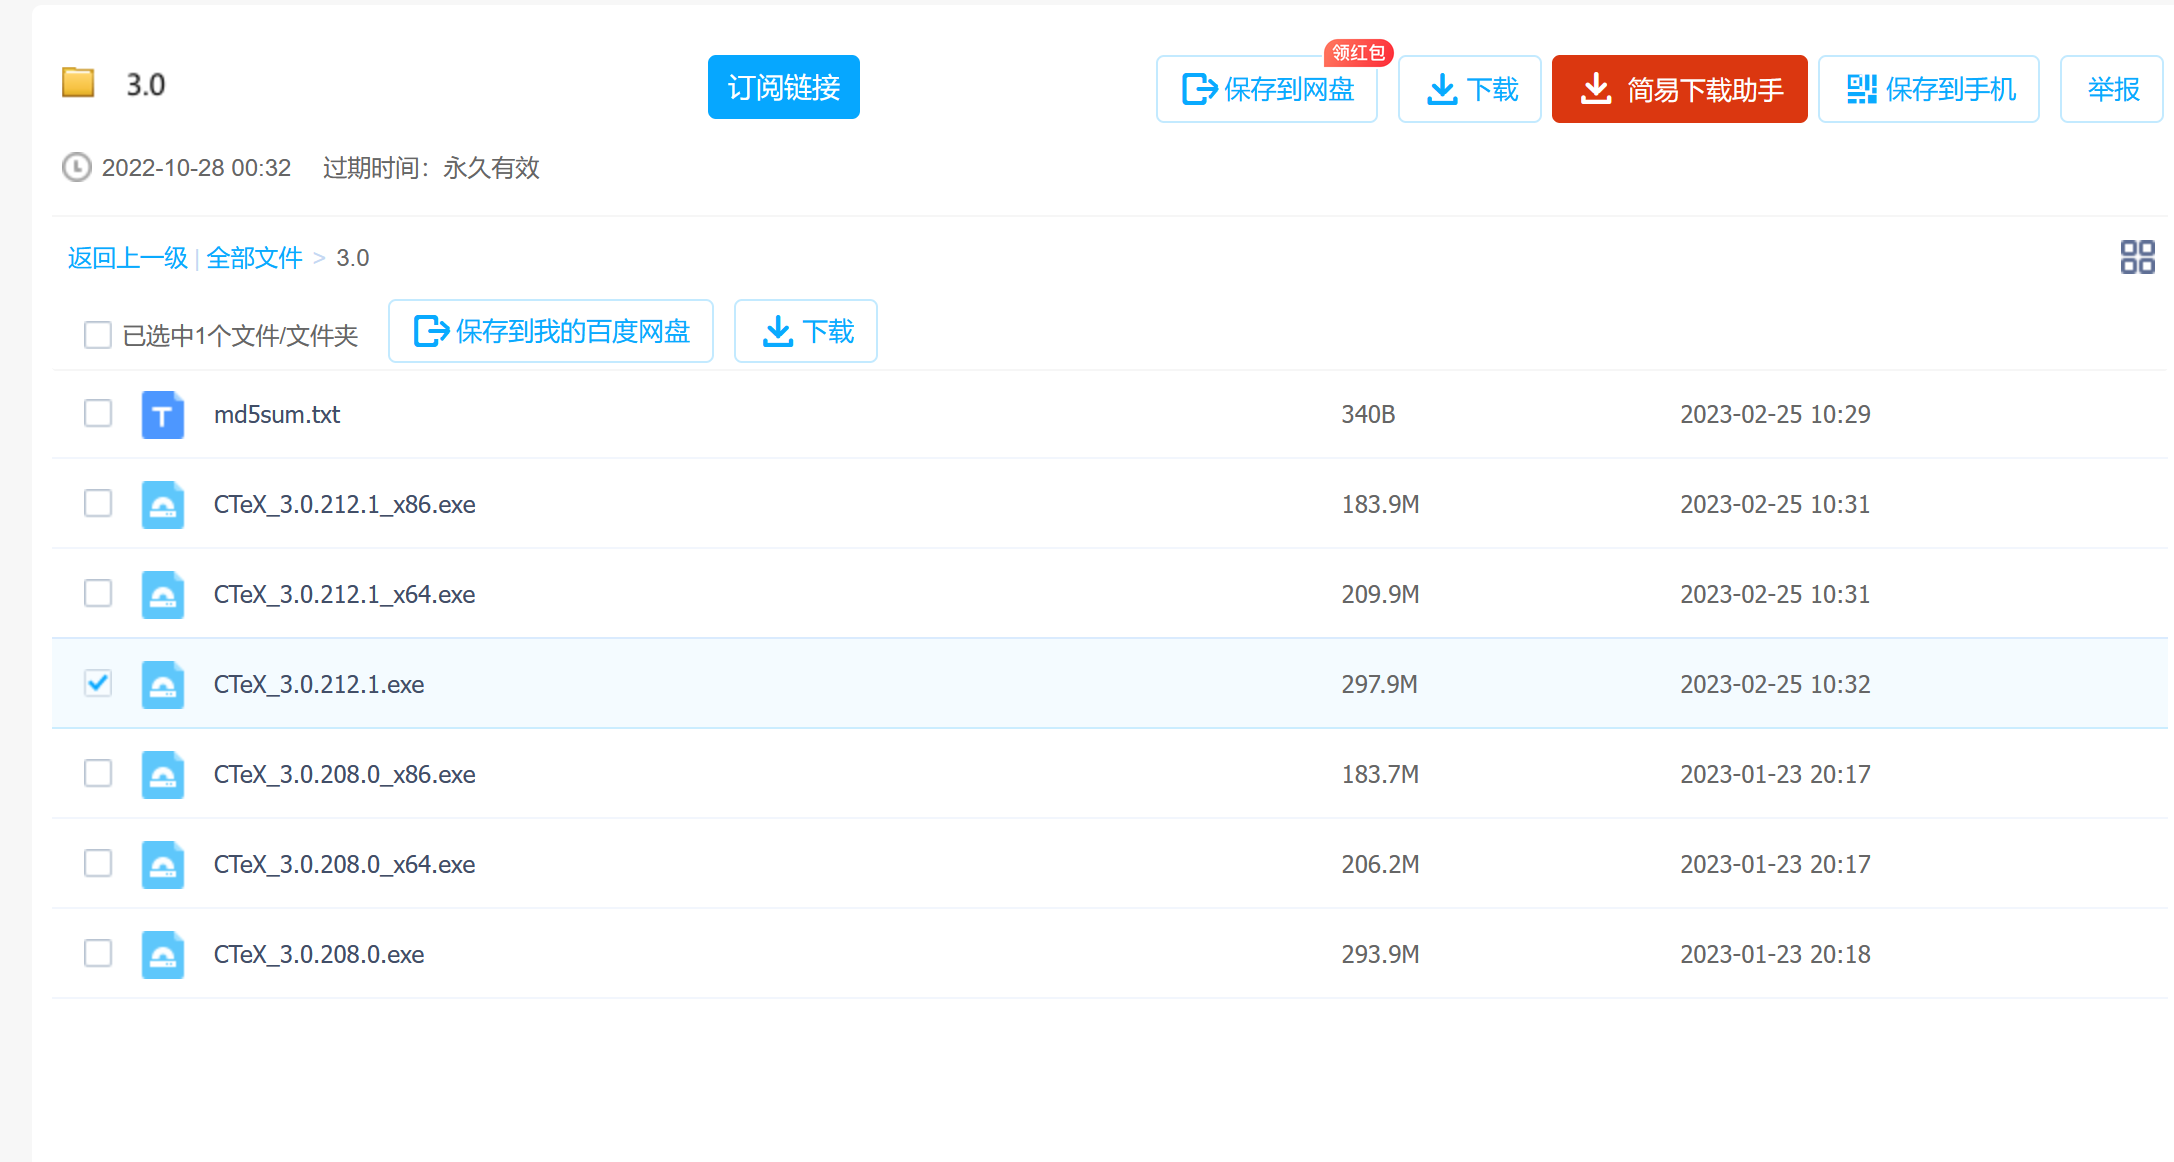 3.0
订阅链接
领红包
保存到网盘
下载
简易下载助手
保存到手机
举报
2022-10-28 00:32 过期时间：永久有效
返回上一级 | 全部文件 > 3.0
已选中1个文件/文件夹 保存到我的百度网盘 下载
md5sum.txt 340B 2023-02-25 10:29
CTeX_3.0.212.1_x86.exe 183.9M 2023-02-25 10:31
CTeX_3.0.212.1_x64.exe 209.9M 2023-02-25 10:31
CTeX_3.0.212.1.exe 297.9M 2023-02-25 10:32
CTeX_3.0.208.0_x86.exe 183.7M 2023-01-23 20:17
CTeX_3.0.208.0_x64.exe 206.2M 2023-01-23 20:17
CTeX_3.0.208.0.exe 293.9M 2023-01-23 20:18